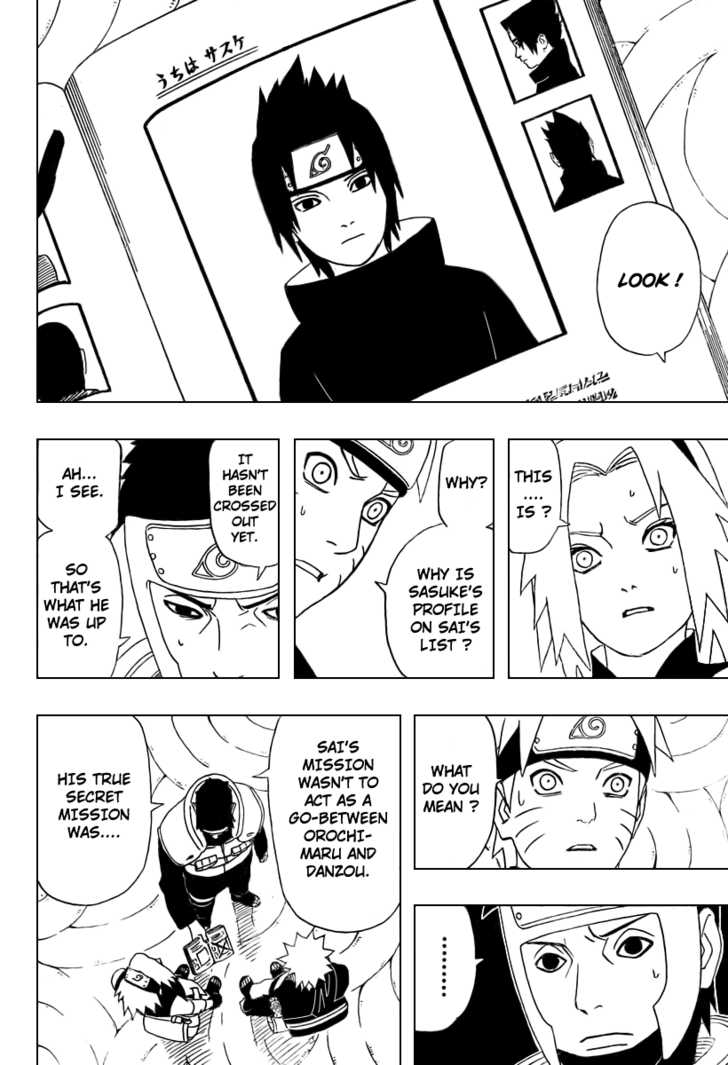 うちは サスケ
LOOK !
THIS
....
IS ?
WHY?
WHY IS
SASUKE'S
PROFILE
ON SAI'S
LIST ?
IT
HASN'T
BEEN
CROSSED
OUT
YET.
AH...
I SEE.
SO
THAT'S
WHAT HE
WAS UP
TO.
WHAT
DO YOU
MEAN ?
.........
SAI'S
MISSION
WASN'T TO
ACT AS A
GO-BETWEEN
OROCHI-
MARU AND
DANZOU.
HIS TRUE
SECRET
MISSION
WAS....